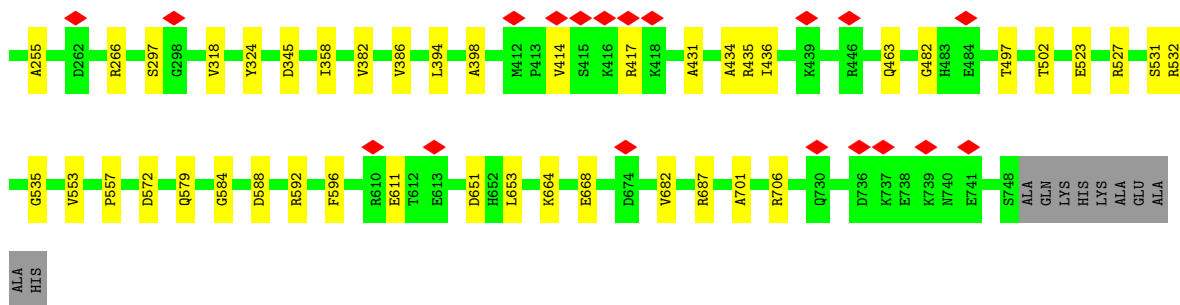 A255 D262 R266 S297 G298 V318 Y324 D345 I358 V382 V386 L394 A398 M412 P413 V414 S415 K416 R417 K418 A431 A434 R435 I436 K439 R446 Q463 G482 H483 E484 T497 T502 E523 R527 S531 R532
G535 V553 P557 D572 Q579 G584 D588 R592 F596 R610 E611 T612 E613 D651 H652 L653 K664 E668 D674 V682 R687 A701 R706 Q730 D736 K737 E738 K739 N740 E741 S748 ALA GLN LYS HIS LYS ALA GLU ALA
ALA HIS